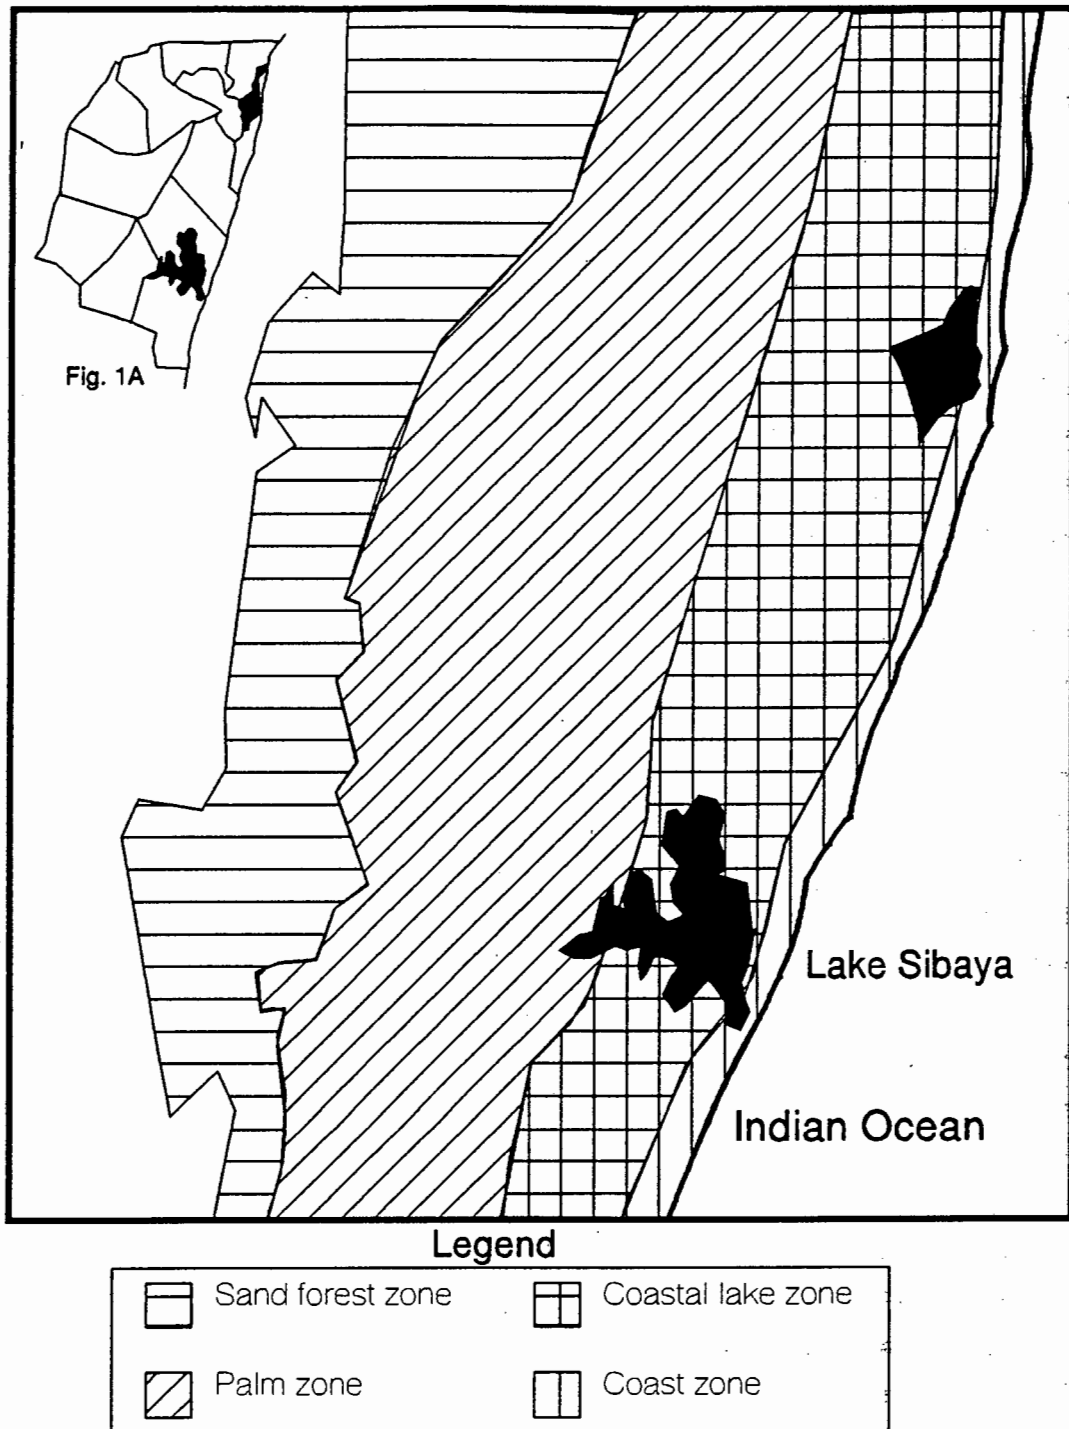 Fig. 1A
Lake Sibaya
Indian Ocean
Legend
Sand forest zone
Coastal lake zone
Palm zone
Coast zone